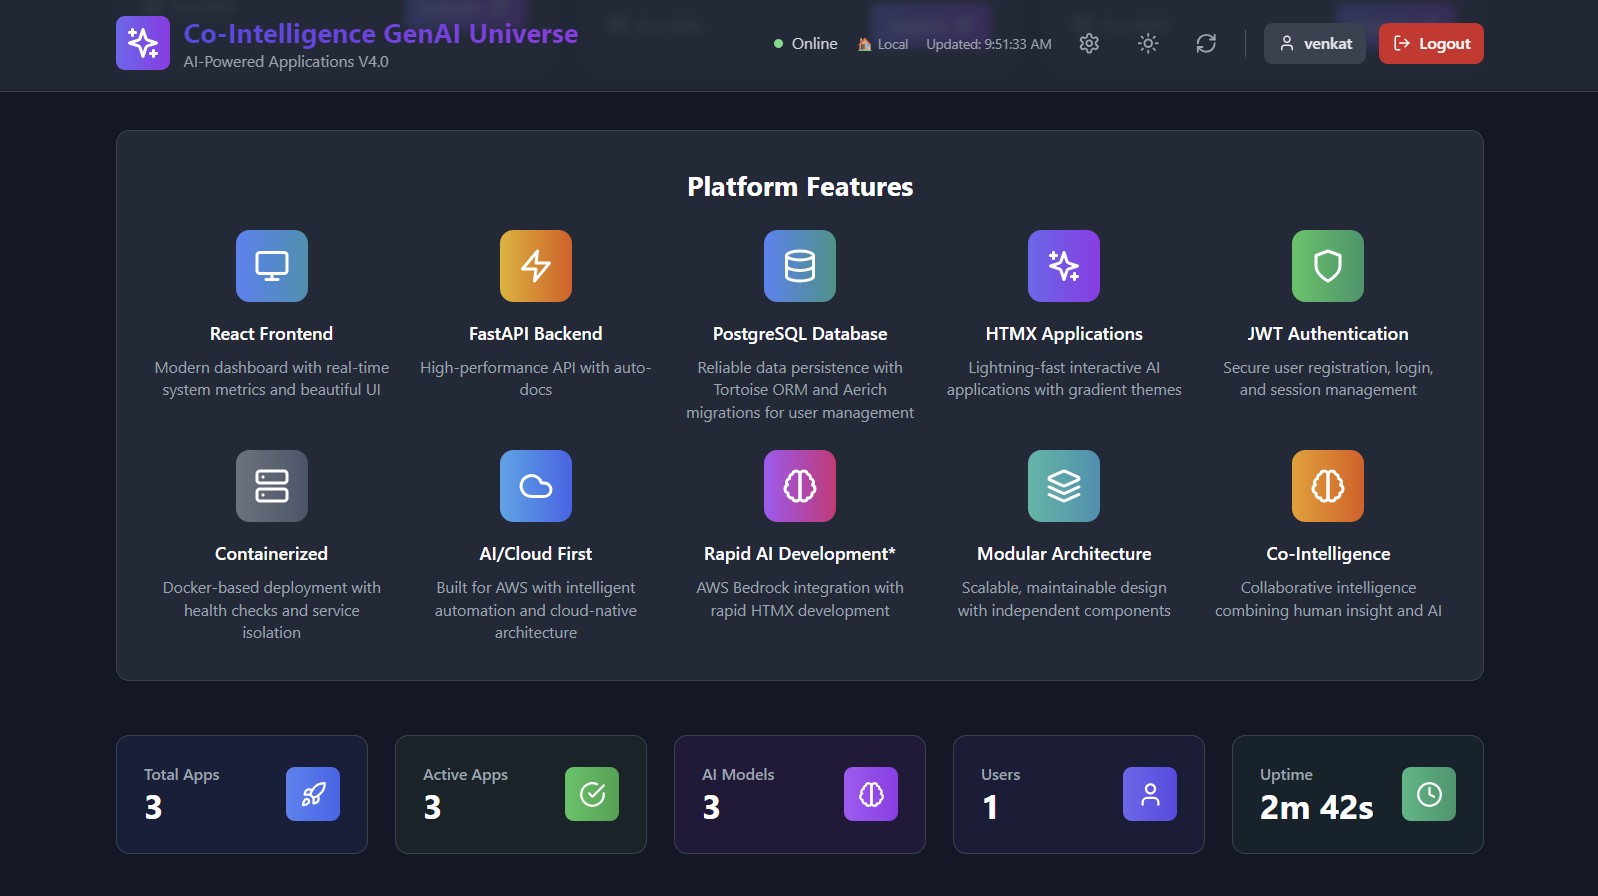 Co-Intelligence GenAI Universe
AI-Powered Applications V4.0
Online
Local
Updated: 9:51:33 AM
venkat
Logout
Platform Features
React Frontend
Modern dashboard with real-time
system metrics and beautiful UI
FastAPI Backend
High-performance API with auto-
docs
PostgreSQL Database
Reliable data persistence with
Tortoise ORM and Aerich
migrations for user management
HTMX Applications
Lightning-fast interactive AI
applications with gradient themes
JWT Authentication
Secure user registration, login,
and session management
Containerized
Docker-based deployment with
health checks and service
isolation
AI/Cloud First
Built for AWS with intelligent
automation and cloud-native
architecture
Rapid AI Development*
AWS Bedrock integration with
rapid HTMX development
Modular Architecture
Scalable, maintainable design
with independent components
Co-Intelligence
Collaborative intelligence
combining human insight and AI
Total Apps
3
Active Apps
3
AI Models
3
Users
1
Uptime
2m 42s